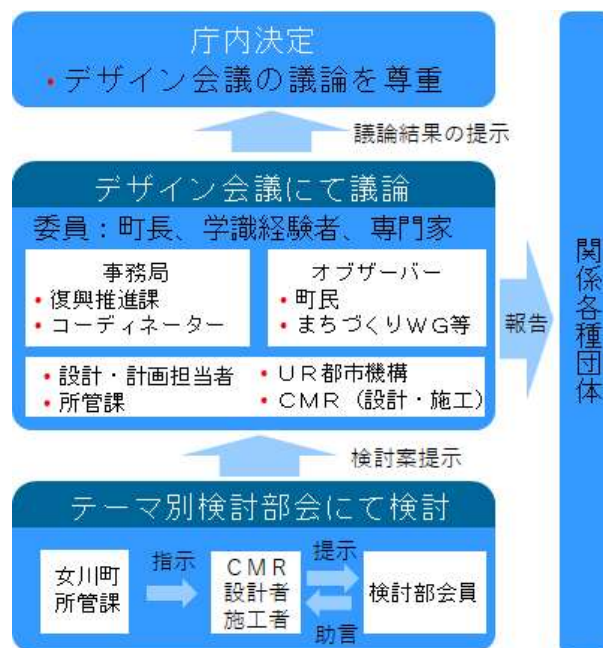 庁内決定
・デザイン会議の議論を尊重
議論結果の提示
デザイン会議にて議論
委員：町長、学識経験者、専門家
事務局
・復興推進課
・コーディネーター
オブザーバー
・町民
・まちづくりＷＧ等
・設計・計画担当者
・所管課
・ＵＲ都市機構
・ＣＭＲ（設計・施工）
報告
関係各種団体
検討案提示
テーマ別検討部会にて検討
女川町
所管課
指示
ＣＭＲ
設計者
施工者
提示
助言
検討部会員